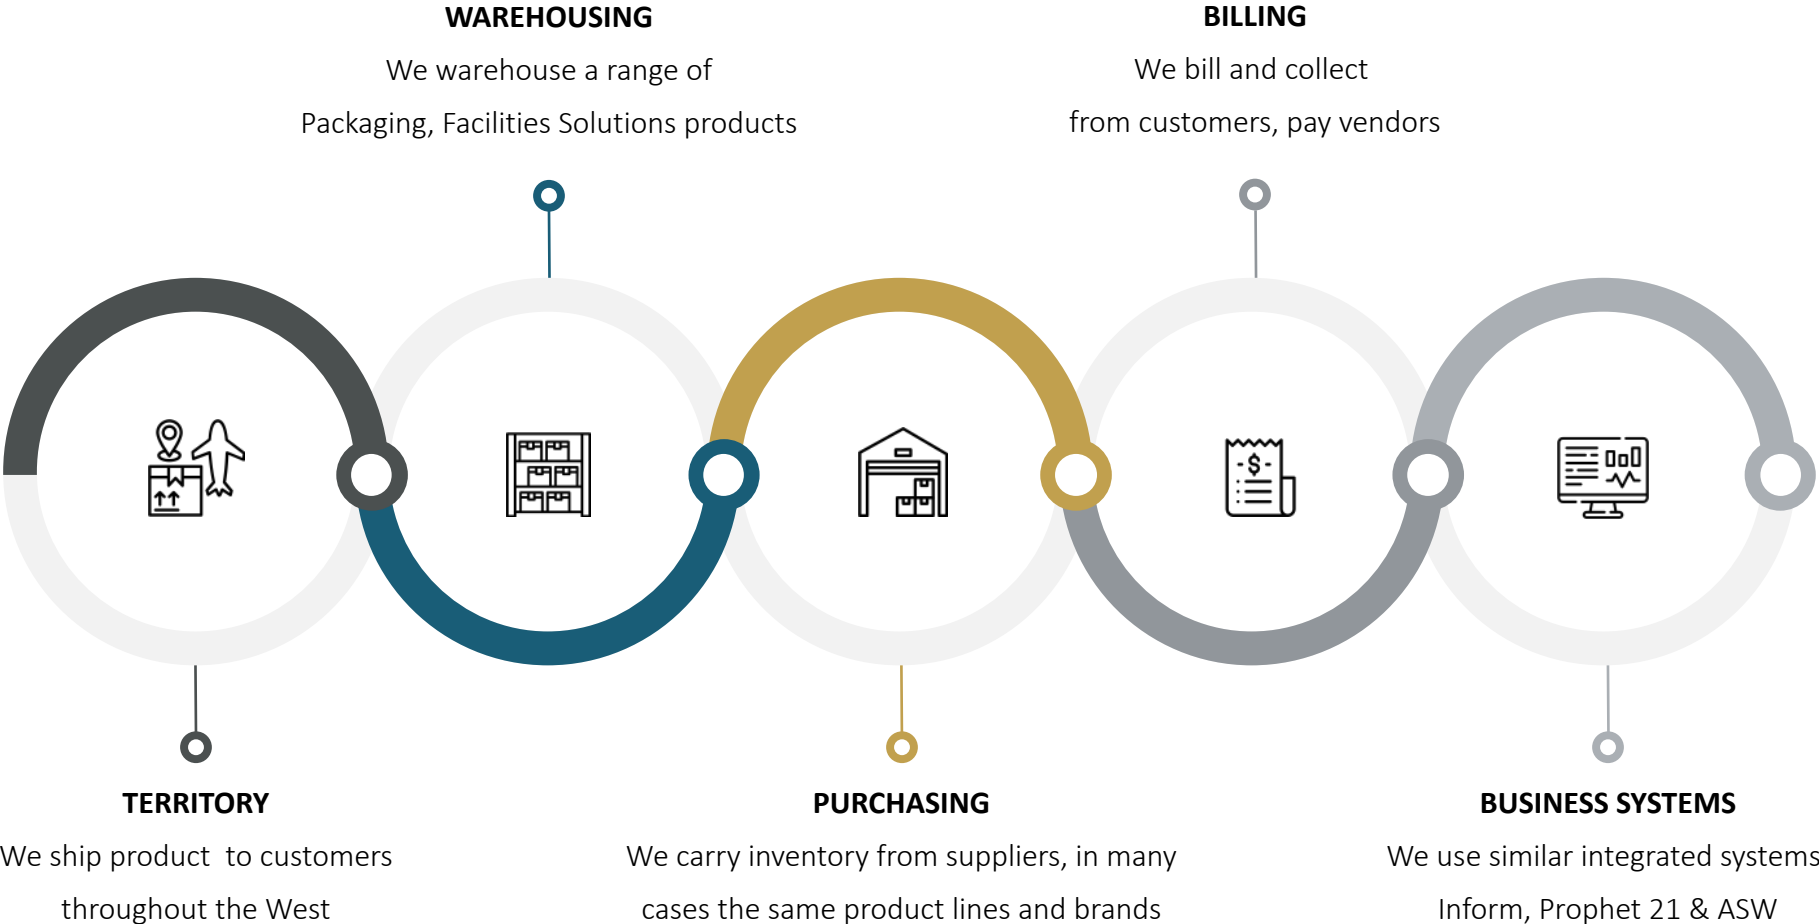 WAREHOUSING
We warehouse a range of
Packaging, Facilities Solutions products
BILLING
We bill and collect
from customers, pay vendors
$
TERRITORY
We ship product  to customers
throughout the West
PURCHASING
We carry inventory from suppliers, in many
cases the same product lines and brands
BUSINESS SYSTEMS
We use similar integrated systems
Inform, Prophet 21 & ASW